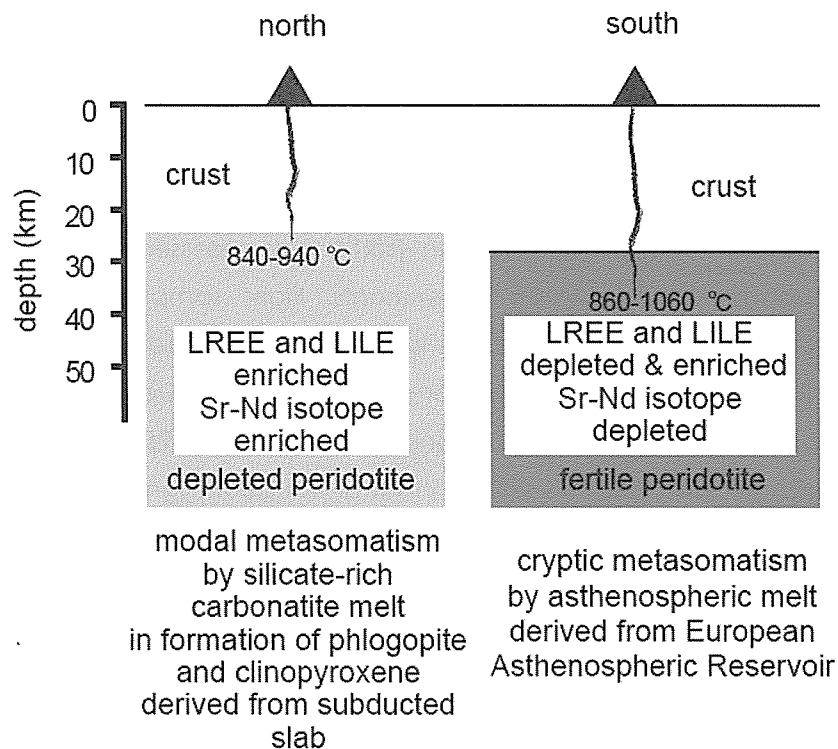 north
south
0
10
20
30
40
50
depth (km)
crust
crust
840-940 °C
860-1060 °C
LREE and LILE
enriched
Sr-Nd isotope
enriched
depleted peridotite
LREE and LILE
depleted & enriched
Sr-Nd isotope
depleted
fertile peridotite
modal metasomatism
by silicate-rich
carbonatite melt
in formation of phlogopite
and clinopyroxene
derived from subducted
slab
cryptic metasomatism
by asthenospheric melt
derived from European
Asthenospheric Reservoir